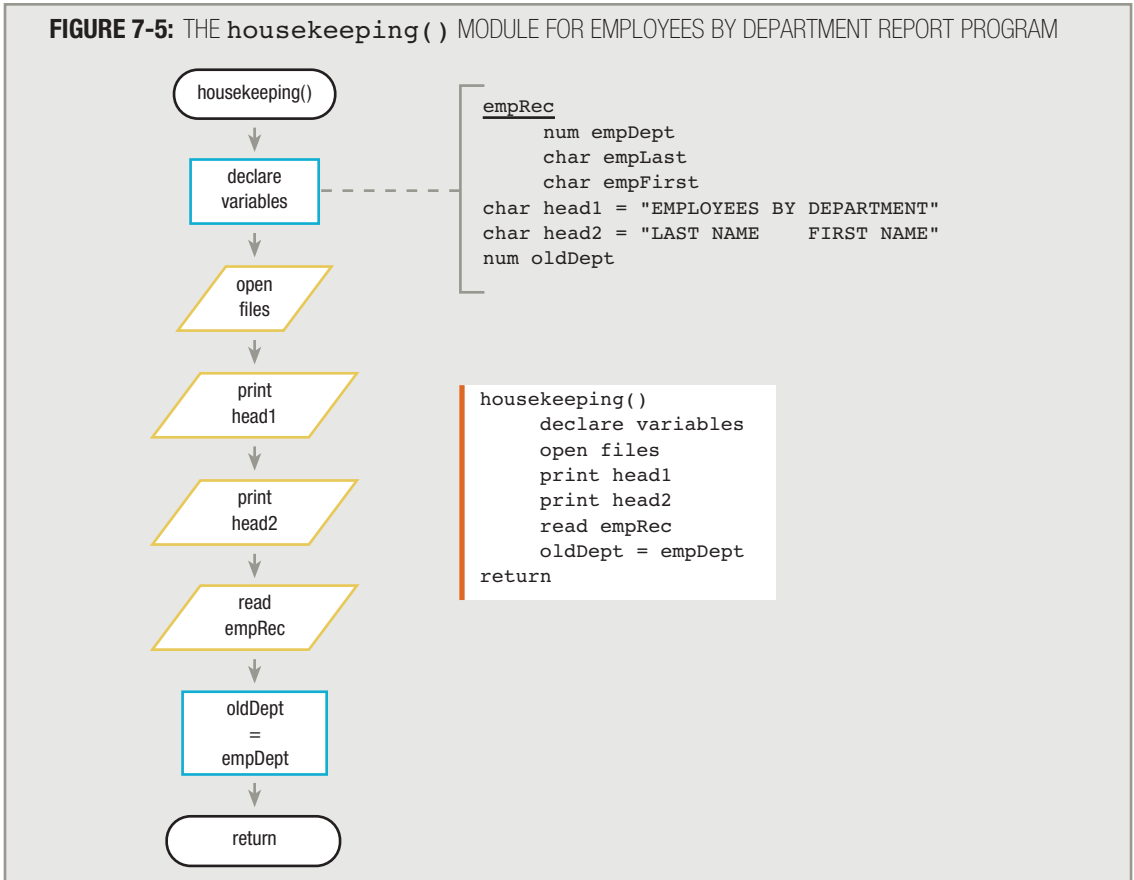 FIGURE 7-5: THE housekeeping() MODULE FOR EMPLOYEES BY DEPARTMENT REPORT PROGRAM
housekeeping()
declare
variables
open
files
print
head1
print
head2
read
empRec
oldDept
=
empDept
return
empRec
num empDept
char empLast
char empFirst
char head1 = "EMPLOYEES BY DEPARTMENT"
char head2 = "LAST NAME     FIRST NAME"
num oldDept
housekeeping()
declare variables
open files
print head1
print head2
read empRec
oldDept = empDept
return